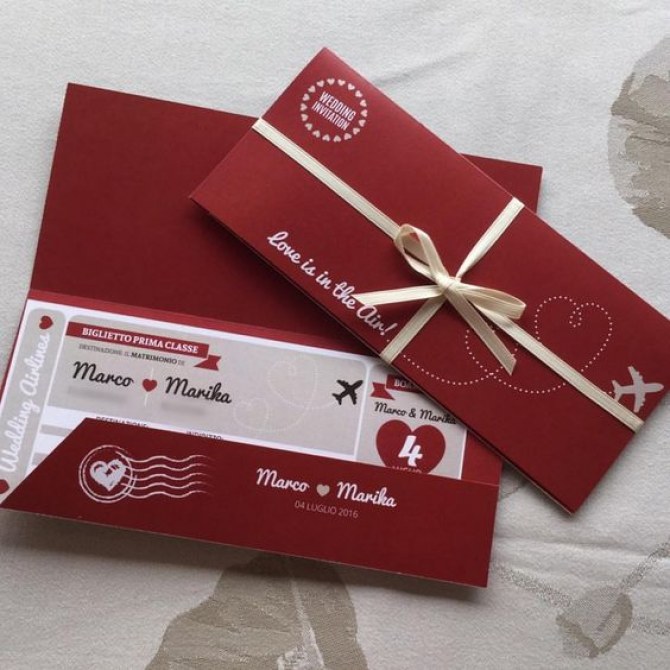 WEDDING
INVITATION
Love is in the Air!
Wedding Airlines
BIGLIETTO PRIMA CLASSE
DESTINAZIONE: IL MATRIMONIO DI
Marco Marika
Marco & Marika
4
LUGLIO
Marco Marika
04 LUGLIO 2016